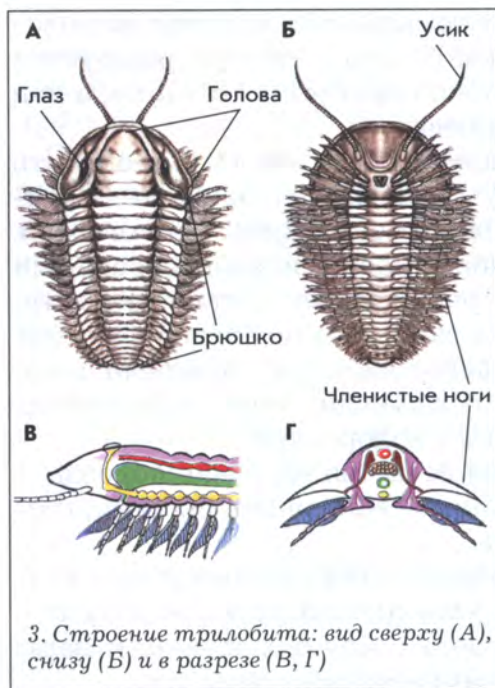 А
Б
Усик
Глаз
Голова
Брюшко
Членистые ноги
В
Г
3. Строение трилобита: вид сверху (А),
снизу (Б) и в разрезе (В, Г)